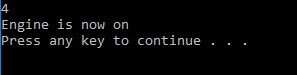 4
Engine is now on
Press any key to continue . . .